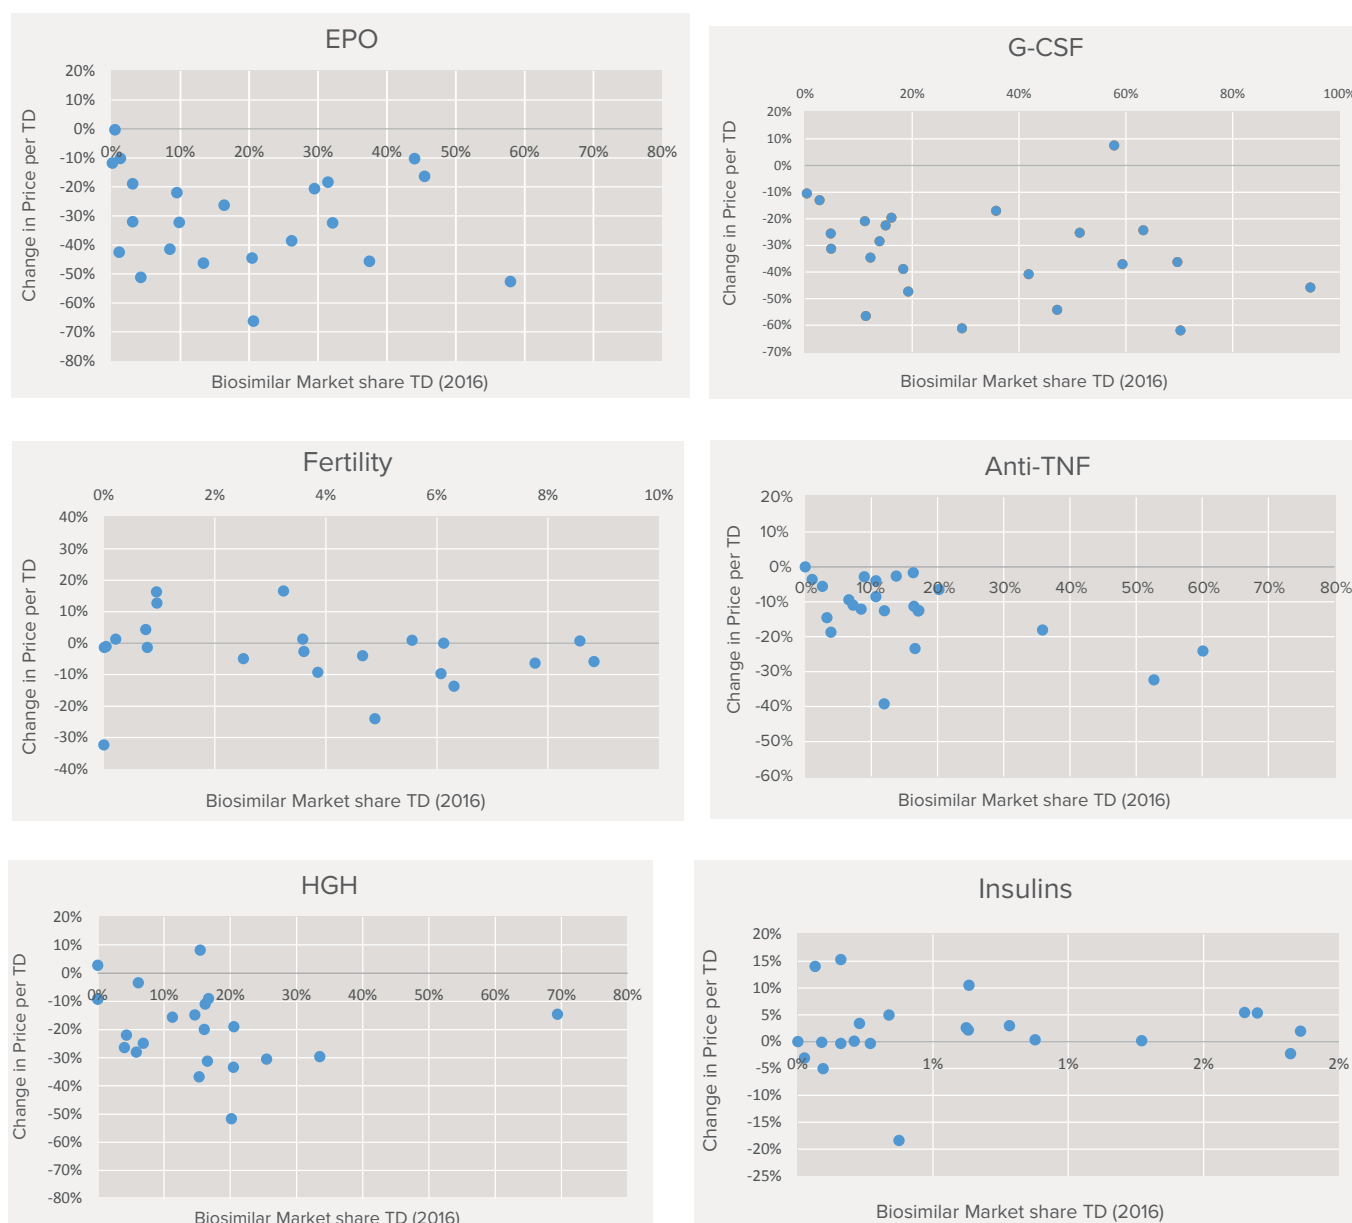 EPO
20%
10%
0%
0% 10% 20% 30% 40% 50% 60% 70% 80%
-10%
-20%
-30%
-40%
-50%
-60%
-70%
-80%
Change in Price per TD
Biosimilar Market share TD (2016)
G-CSF
0% 20% 40% 60% 80% 100%
20%
10%
0%
-10%
-20%
-30%
-40%
-50%
-60%
-70%
Change in Price per TD
Biosimilar Market share TD (2016)
Fertility
0% 2% 4% 6% 8% 10%
40%
30%
20%
10%
0%
-10%
-20%
-30%
-40%
Change in Price per TD
Biosimilar Market share TD (2016)
Anti-TNF
20%
10%
0%
0% 10% 20% 30% 40% 50% 60% 70% 80%
-10%
-20%
-30%
-40%
-50%
-60%
Change in Price per TD
Biosimilar Market share TD (2016)
HGH
20%
10%
0%
0% 10% 20% 30% 40% 50% 60% 70% 80%
-10%
-20%
-30%
-40%
-50%
-60%
-70%
-80%
Change in Price per TD
Biosimilar Market share TD (2016)
Insulins
20%
15%
10%
5%
0%
0% 1% 1% 2% 2%
-5%
-10%
-15%
-20%
-25%
Change in Price per TD
Biosimilar Market share TD (2016)